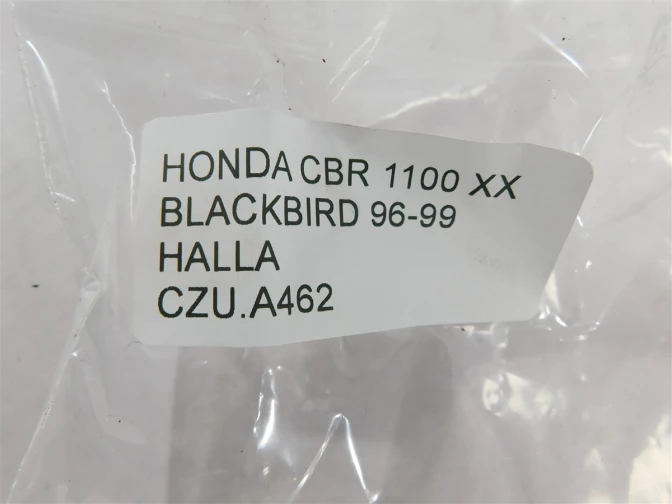 HONDA CBR 1100 XX
BLACKBIRD 96-99
HALLA
CZU.A462